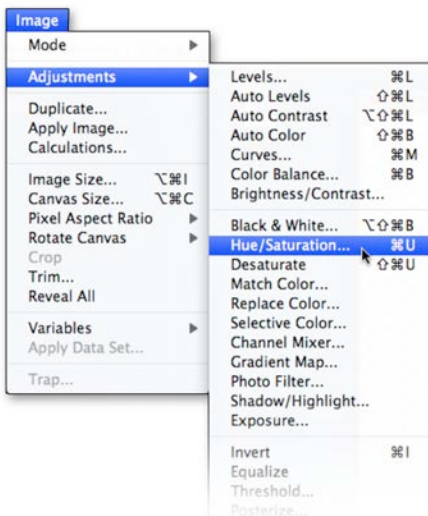 Image
Mode
Adjustments
Duplicate...
Apply Image...
Calculations...
Image Size... ⌥⌘I
Canvas Size... ⌥⌘C
Pixel Aspect Ratio
Rotate Canvas
Crop
Trim...
Reveal All
Variables
Apply Data Set...
Trap...
Levels... ⌘L
Auto Levels ⇧⌘L
Auto Contrast ⌥⇧⌘L
Auto Color ⇧⌘B
Curves... ⌘M
Color Balance... ⌘B
Brightness/Contrast...
Black & White... ⌥⇧⌘B
Hue/Saturation... ⌘U
Desaturate ⇧⌘U
Match Color...
Replace Color...
Selective Color...
Channel Mixer...
Gradient Map...
Photo Filter...
Shadow/Highlight...
Exposure...
Invert ⌘I
Equalize
Threshold...
Posterize...